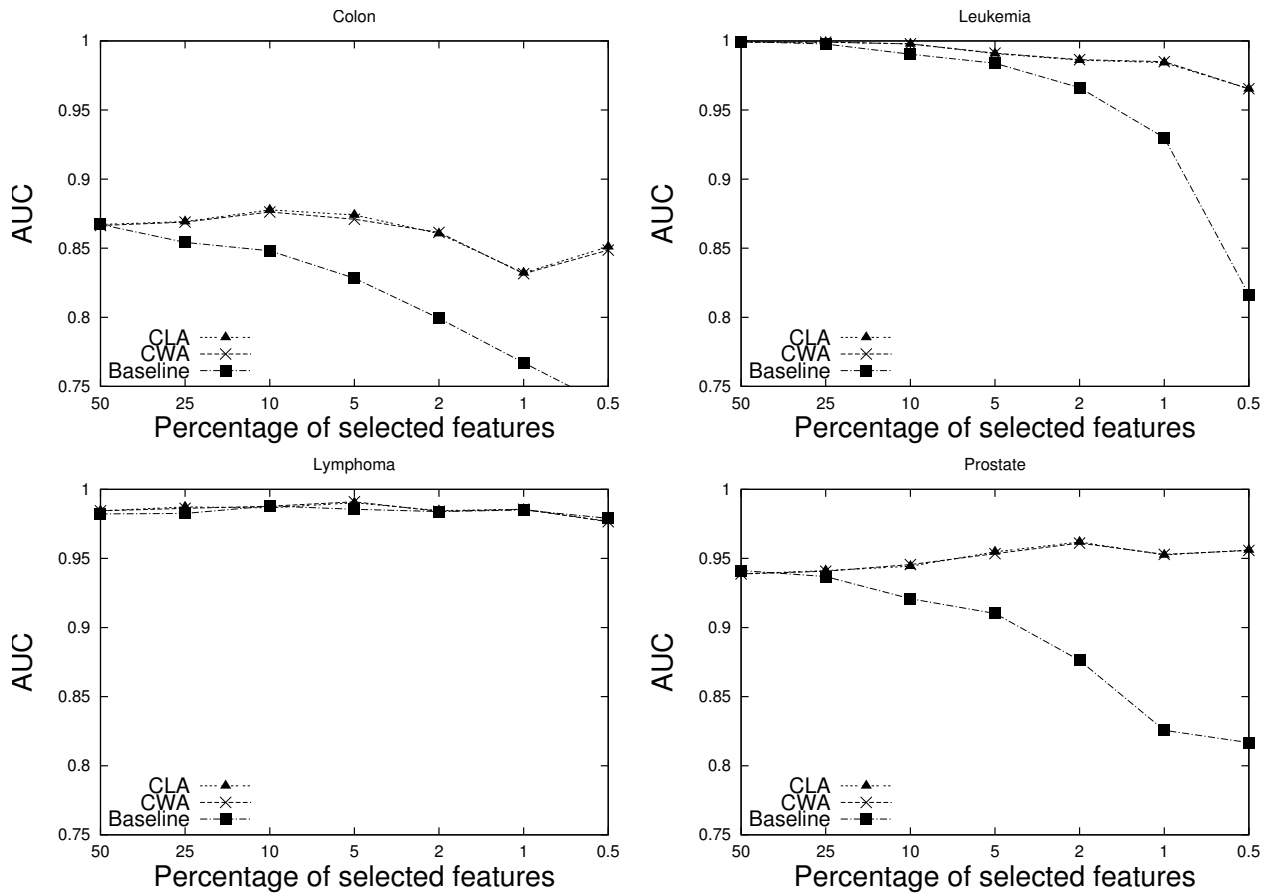 Colon
1
0.95
0.9
0.85
0.8
0.75
AUC
CLA
CWA
Baseline
50 25 10 5 2 1 0.5
Percentage of selected features
Leukemia
1
0.95
0.9
0.85
0.8
0.75
AUC
CLA
CWA
Baseline
50 25 10 5 2 1 0.5
Percentage of selected features
Lymphoma
1
0.95
0.9
0.85
0.8
0.75
AUC
CLA
CWA
Baseline
50 25 10 5 2 1 0.5
Percentage of selected features
Prostate
1
0.95
0.9
0.85
0.8
0.75
AUC
CLA
CWA
Baseline
50 25 10 5 2 1 0.5
Percentage of selected features